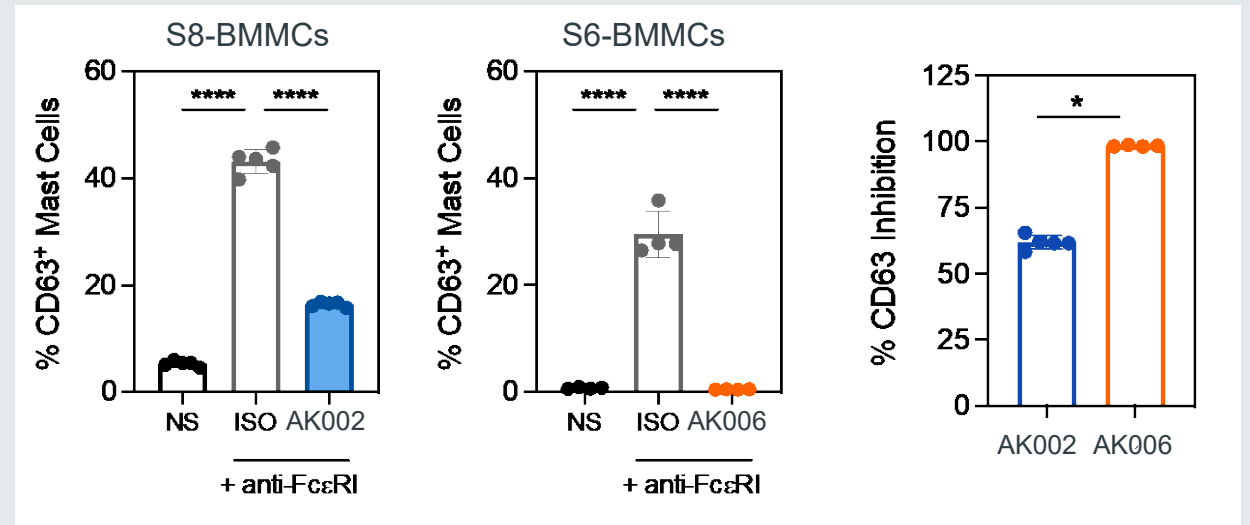 S8-BMMCs
% CD63⁺ Mast Cells
60
40
20
0
**** ****
NS ISO AK002
+ anti-FcεRI
S6-BMMCs
% CD63⁺ Mast Cells
60
40
20
0
**** ****
NS ISO AK006
+ anti-FcεRI
% CD63 Inhibition
125
100
75
50
25
0
*
AK002 AK006